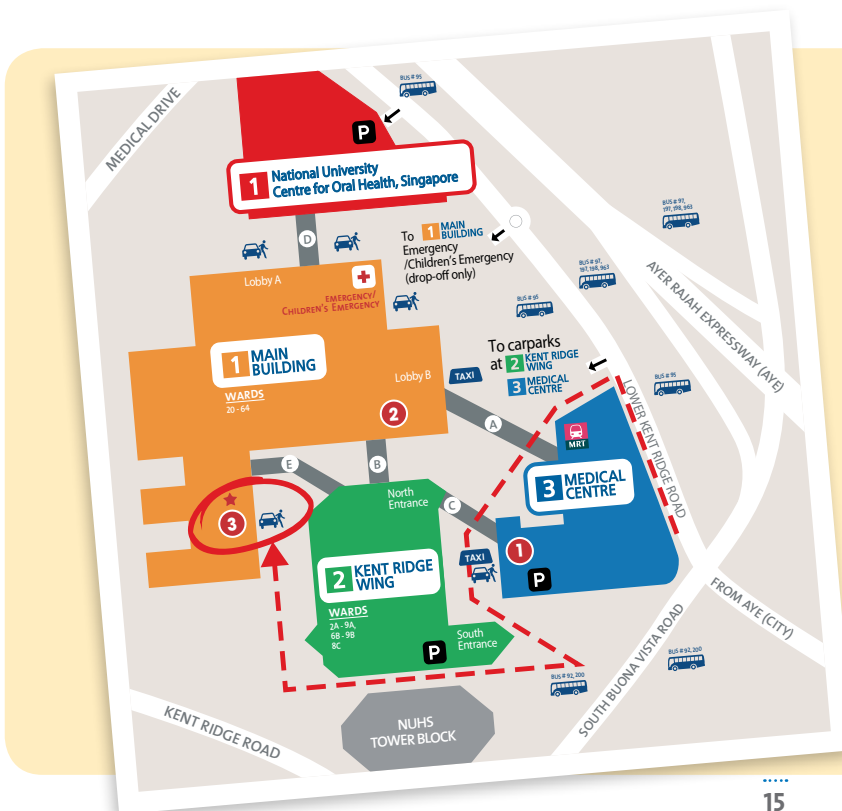 MEDICAL DRIVE
BUS # 95
P
1
National University
Centre for Oral Health, Singapore
D
To 1 MAIN BUILDING
Emergency
/Children's Emergency
(drop-off only)
BUS # 97,
197, 198, 963
BUS # 97,
197, 198, 963
AYER RAJAH EXPRESSWAY (AYE)
Lobby A
EMERGENCY/
CHILDREN'S EMERGENCY
BUS # 95
To carparks
at 2 KENT RIDGE WING
3 MEDICAL CENTRE
1 MAIN
BUILDING
WARDS
20 - 64
Lobby B
TAXI
BUS # 95
LOWER KENT RIDGE ROAD
2
A
MRT
E
B
3 MEDICAL
CENTRE
North
Entrance
C
3
1
TAXI
P
2 KENT RIDGE
WING
WARDS
2A - 9A,
6B - 9B
8C
P
South
Entrance
FROM AYE (CITY)
SOUTH BUONA VISTA ROAD
BUS # 92, 200
BUS # 92, 200
KENT RIDGE ROAD
NUHS
TOWER BLOCK
15